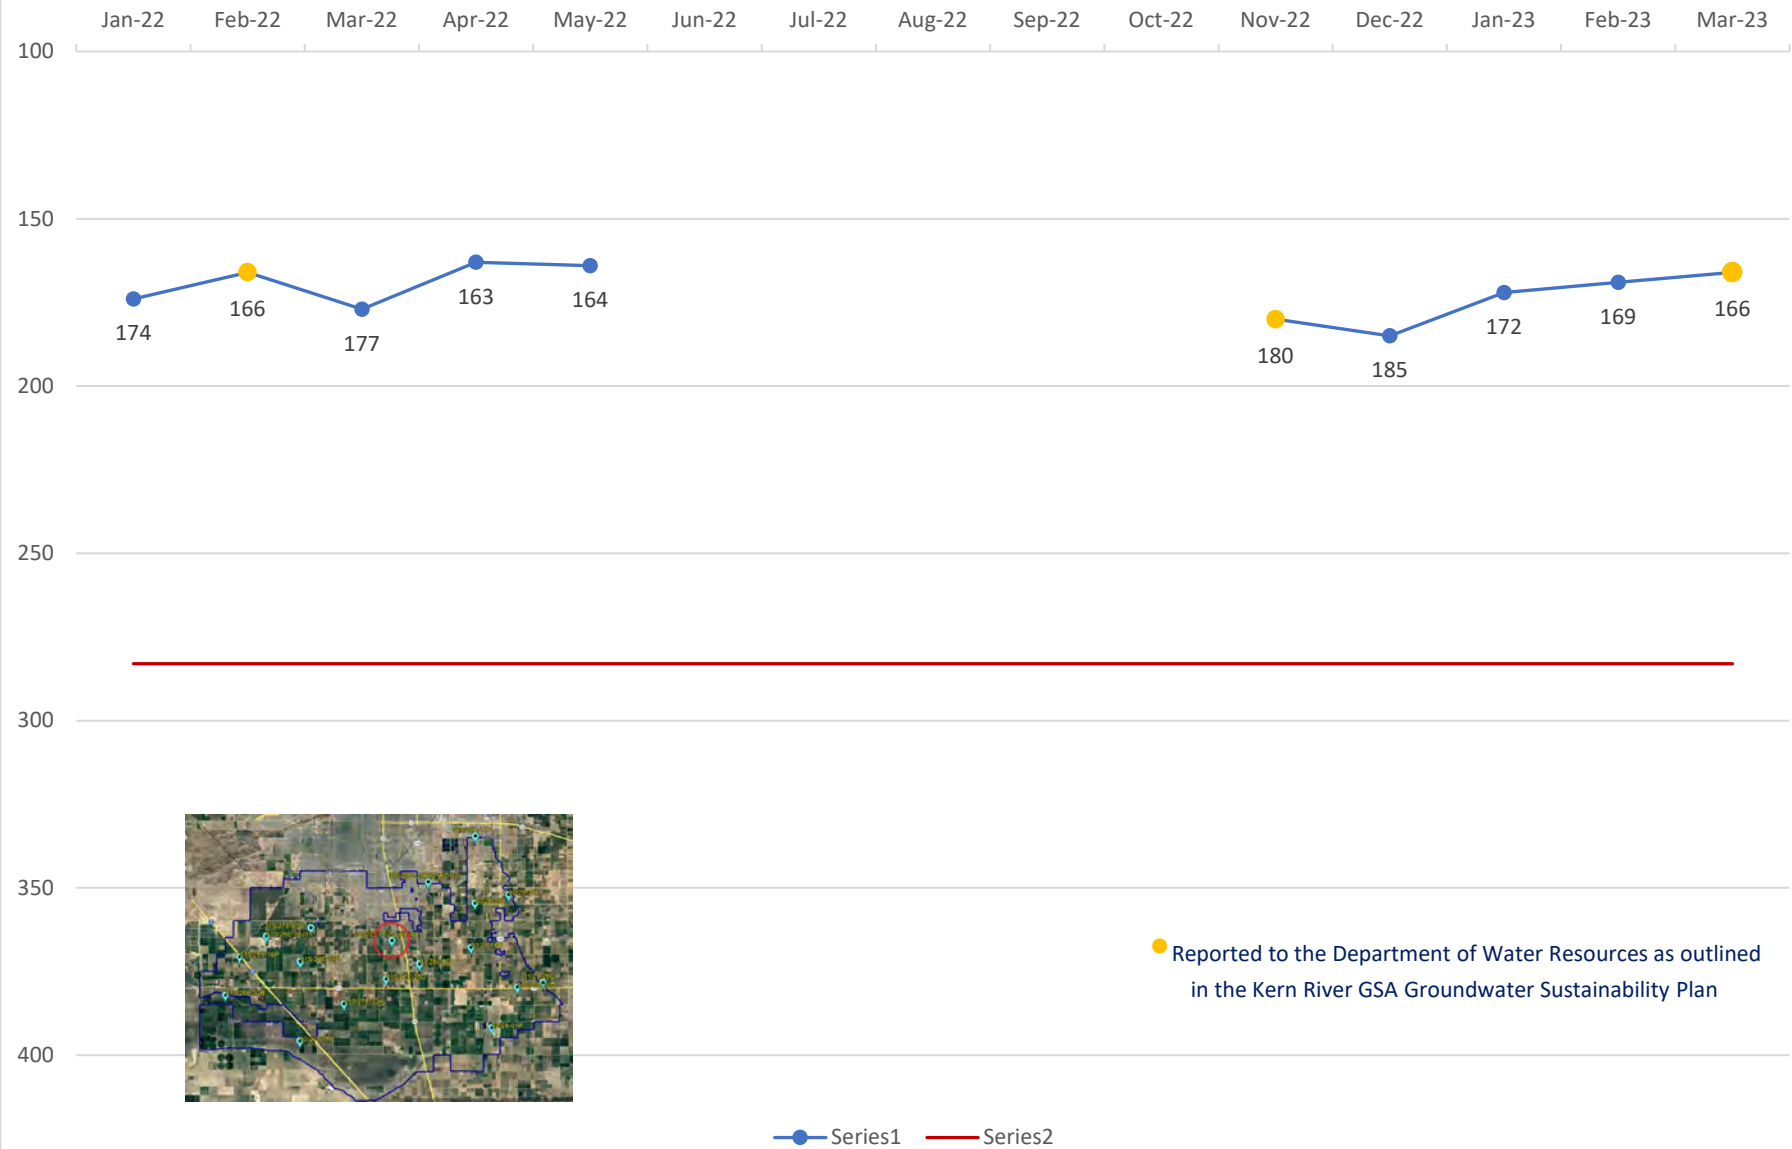 Jan-22 Feb-22 Mar-22 Apr-22 May-22 Jun-22 Jul-22 Aug-22 Sep-22 Oct-22 Nov-22 Dec-22 Jan-23 Feb-23 Mar-23
100
150
174 166 177 163 164 180 185 172 169 166
200
250
300
350
Reported to the Department of Water Resources as outlined
in the Kern River GSA Groundwater Sustainability Plan
400
Series1 Series2